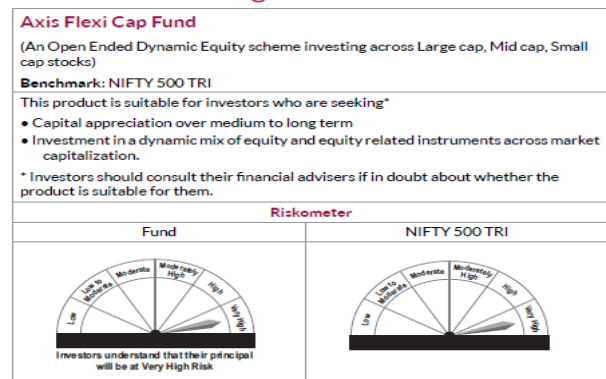 Axis Flexi Cap Fund
(An Open Ended Dynamic Equity scheme investing across Large cap, Mid cap, Small
cap stocks)
Benchmark: NIFTY 500 TRI
This product is suitable for investors who are seeking*
• Capital appreciation over medium to long term
• Investment in a dynamic mix of equity and equity related instruments across market
capitalization.
* Investors should consult their financial advisers if in doubt about whether the
product is suitable for them.
Riskometer
Fund
NIFTY 500 TRI
Low
Low to
Moderate
Moderate
Moderately
High
High
Very High
Low
Low to
Moderate
Moderate
Moderately
High
High
Very High
Investors understand that their principal
will be at Very High Risk